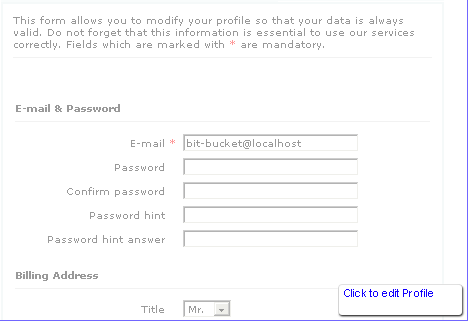 This form allows you to modify your profile so that your data is always
valid. Do not forget that this information is essential to use our services
correctly. Fields which are marked with * are mandatory.
E-mail & Password
E-mail * bit-bucket@localhost
Password
Confirm password
Password hint
Password hint answer
Billing Address
Click to edit Profile
Title Mr.